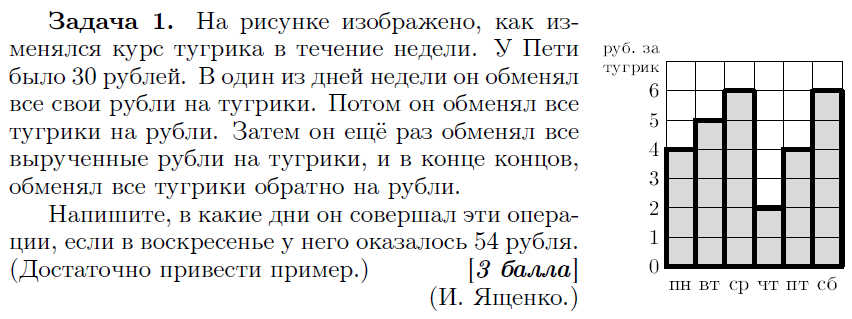 Задача 1. На рисунке изображено, как из-
менялся курс тугрика в течение недели. У Пети
было 30 рублей. В один из дней недели он обменял
все свои рубли на тугрики. Потом он обменял все
тугрики на рубли. Затем он ещё раз обменял все
вырученные рубли на тугрики, и в конце концов,
обменял все тугрики обратно на рубли.
Напишите, в какие дни он совершал эти опера-
ции, если в воскресенье у него оказалось 54 рубля.
(Достаточно привести пример.) [3 балла]
(И. Ященко.)
руб. за
тугрик
6
5
4
3
2
1
0
пн вт ср чт пт сб